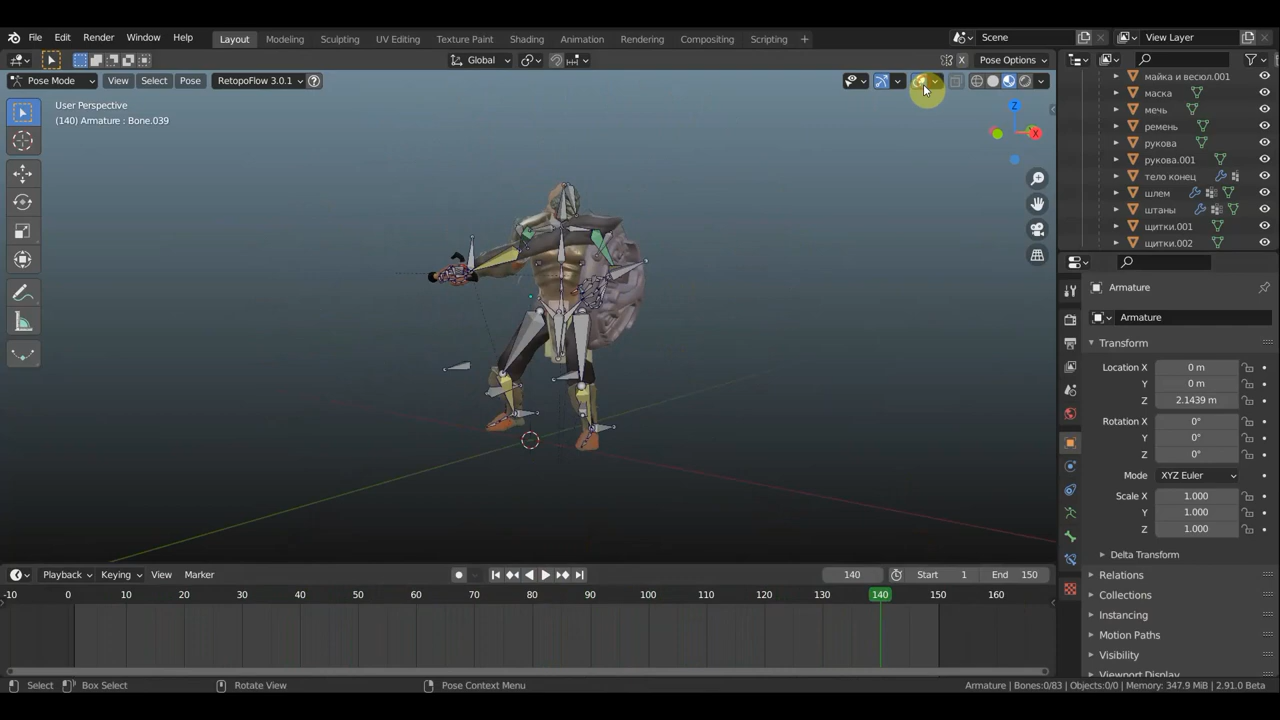 File Edit Render Window Help Layout Modeling Sculpting UV Editing Texture Paint Shading Animation Rendering Compositing Scripting + Scene View Layer
Global Pose Options
Pose Mode View Select Pose RetopoFlow 3.0.1
User Perspective
(140) Armature : Bone.039
Z
X
майка и весюл.001
маска
мечь
ремень
рукова
рукова.001
тело конец
шлем
штаны
щитки.001
щитки.002
Armature
Armature
Transform
Location X 0 m
Y 0 m
Z 2.1439 m
Rotation X 0°
Y 0°
Z 0°
Mode XYZ Euler
Scale X 1.000
Y 1.000
Z 1.000
Delta Transform
Relations
Collections
Instancing
Motion Paths
Visibility
Viewport Display
Playback Keying View Marker 140 Start 1 End 150
-10 0 10 20 30 40 50 60 70 80 90 100 110 120 130 140 150 160
Select Box Select Rotate View Pose Context Menu Armature | Bones:0/83 | Objects:0/0 | Memory: 347.9 MiB | 2.91.0 Beta